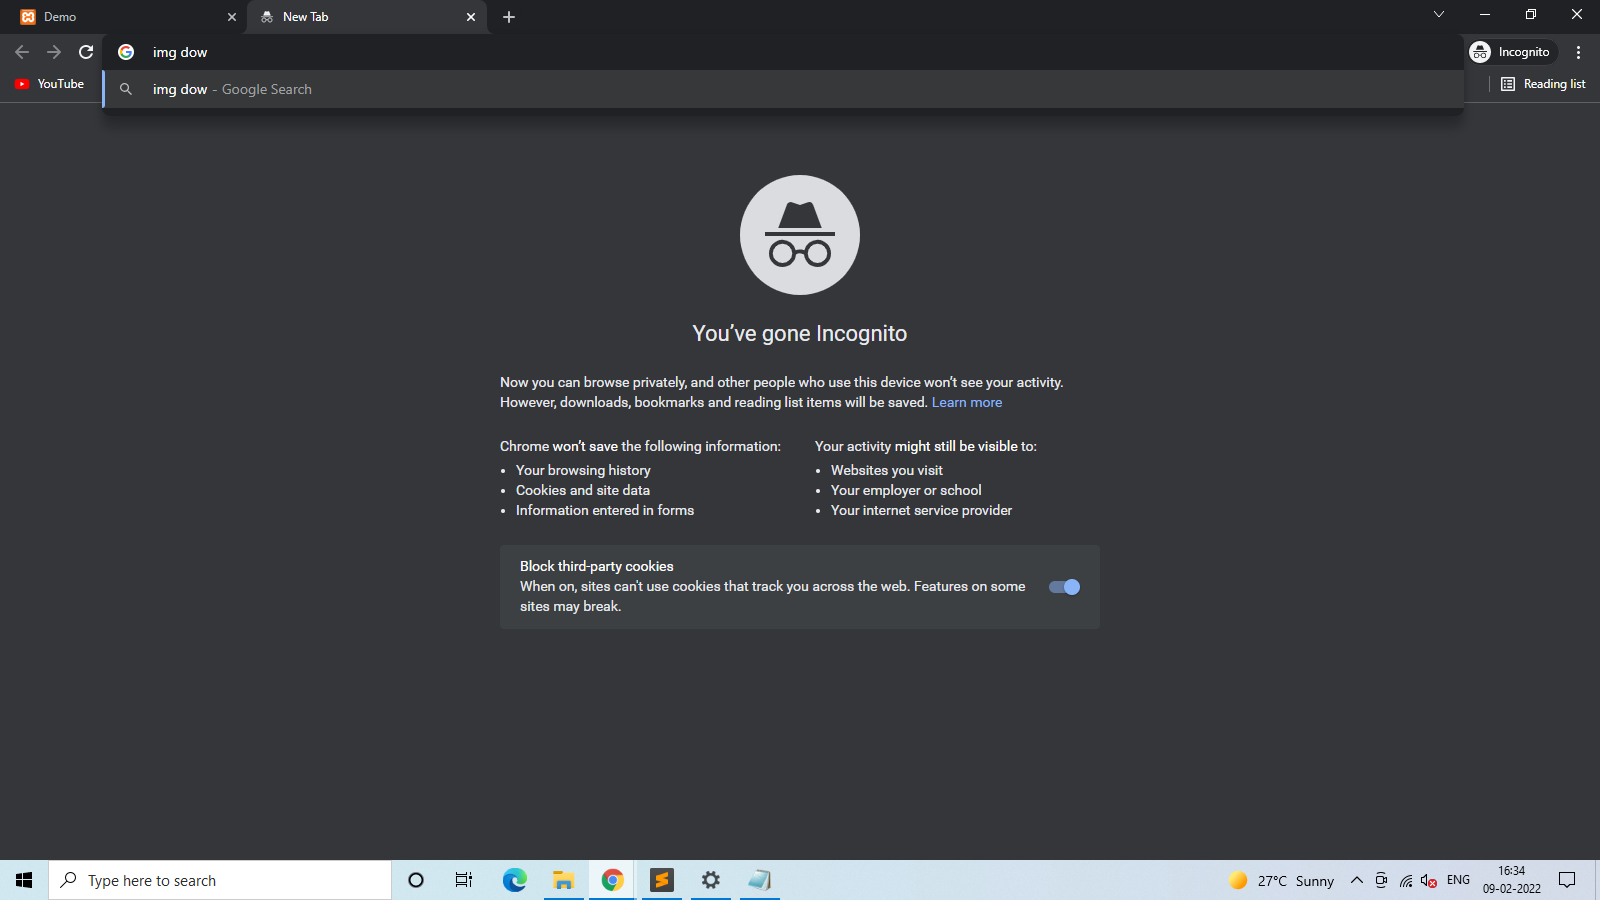 Demo
New Tab
img dow
Incognito
img dow - Google Search
YouTube
Reading list
You've gone Incognito
Now you can browse privately, and other people who use this device won't see your activity.
However, downloads, bookmarks and reading list items will be saved. Learn more
Chrome won't save the following information:
Your browsing history
Cookies and site data
Information entered in forms
Your activity might still be visible to:
Websites you visit
Your employer or school
Your internet service provider
Block third-party cookies
When on, sites can't use cookies that track you across the web. Features on some
sites may break.
Type here to search
27°C Sunny
ENG
16:34
09-02-2022